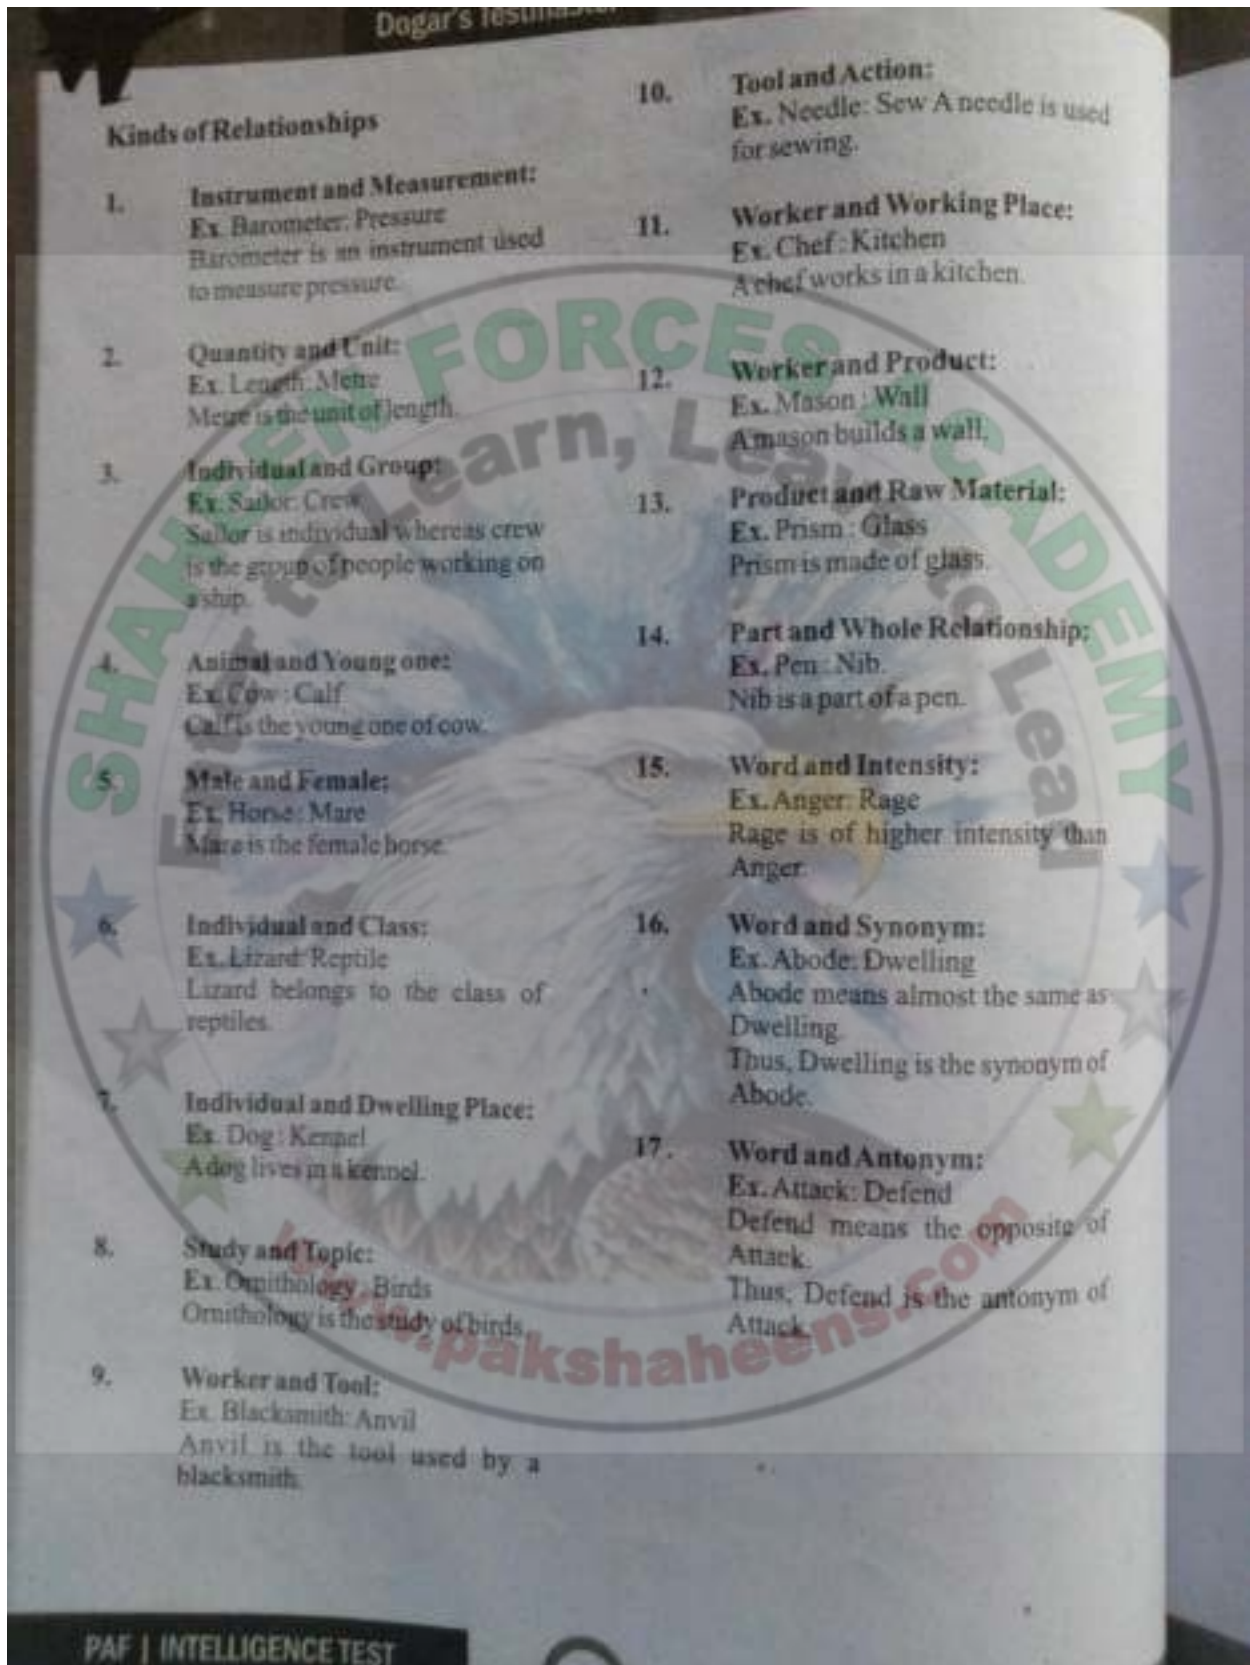 Dogar's Testmaster
Kinds of Relationships
1. Instrument and Measurement:
Ex. Barometer: Pressure
Barometer is an instrument used
to measure pressure.
2. Quantity and Unit:
Ex. Length: Metre
Metre is the unit of length.
3. Individual and Group:
Ex. Sailor: Crew
Sailor is individual whereas crew
is the group of people working on
a ship.
4. Animal and Young one:
Ex. Cow : Calf
Calf is the young one of cow.
5. Male and Female:
Ex. Horse: Mare
Mare is the female horse.
6. Individual and Class:
Ex. Lizard: Reptile
Lizard belongs to the class of
reptiles.
7. Individual and Dwelling Place:
Ex. Dog : Kennel
A dog lives in a kennel.
8. Study and Topic:
Ex. Ornithology: Birds
Ornithology is the study of birds.
9. Worker and Tool:
Ex. Blacksmith: Anvil
Anvil is the tool used by a
blacksmith.
10. Tool and Action:
Ex. Needle: Sew A needle is used
for sewing.
11. Worker and Working Place:
Ex. Chef : Kitchen
A chef works in a kitchen.
12. Worker and Product:
Ex. Mason : Wall
A mason builds a wall.
13. Product and Raw Material:
Ex. Prism : Glass
Prism is made of glass.
14. Part and Whole Relationship:
Ex. Pen : Nib.
Nib is a part of a pen.
15. Word and Intensity:
Ex. Anger: Rage
Rage is of higher intensity than
Anger.
16. Word and Synonym:
Ex. Abode: Dwelling
Abode means almost the same as
Dwelling.
Thus, Dwelling is the synonym of
Abode.
17. Word and Antonym:
Ex. Attack: Defend
Defend means the opposite of
Attack.
Thus, Defend is the antonym of
Attack.
PAF | INTELLIGENCE TEST
SHAHEEN FORCES ACADEMY
Enter to Learn, Leave to Lead
www.pakshaheens.com